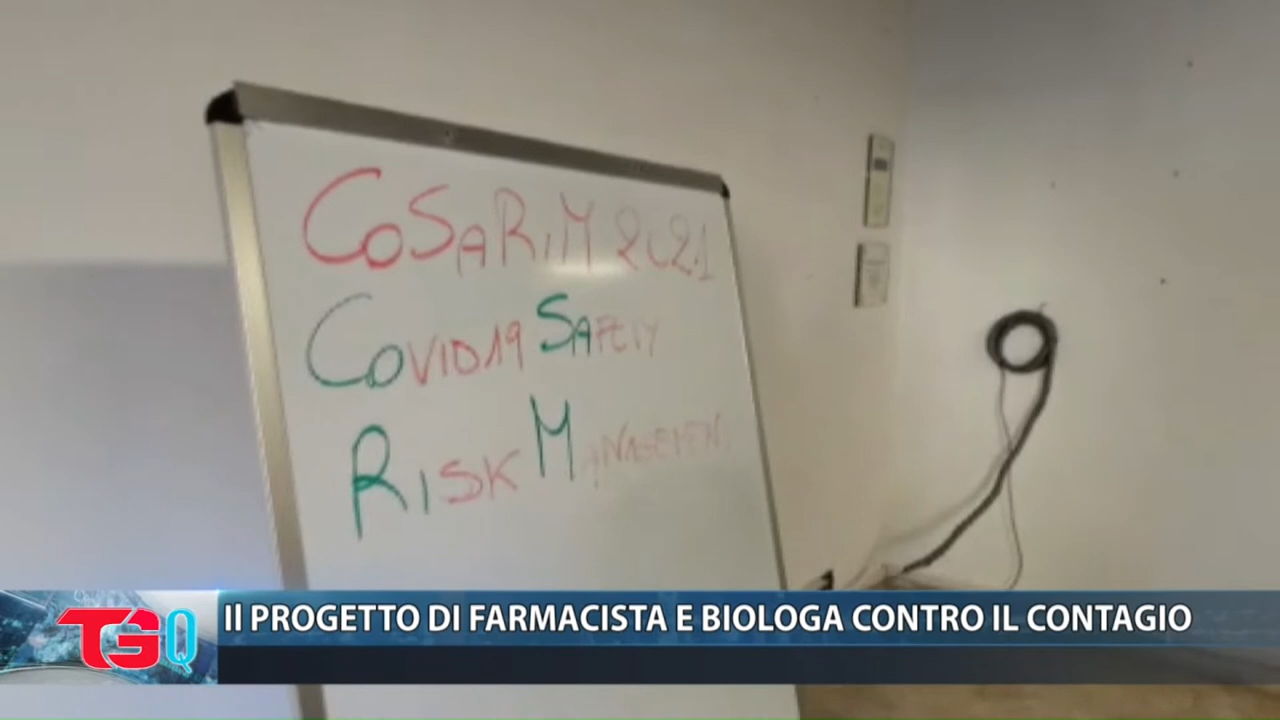 CoSARiM 2021
COVID19 SAFETY
RISK MANAGEMENT
TGQ
Il PROGETTO DI FARMACISTA E BIOLOGA CONTRO IL CONTAGIO